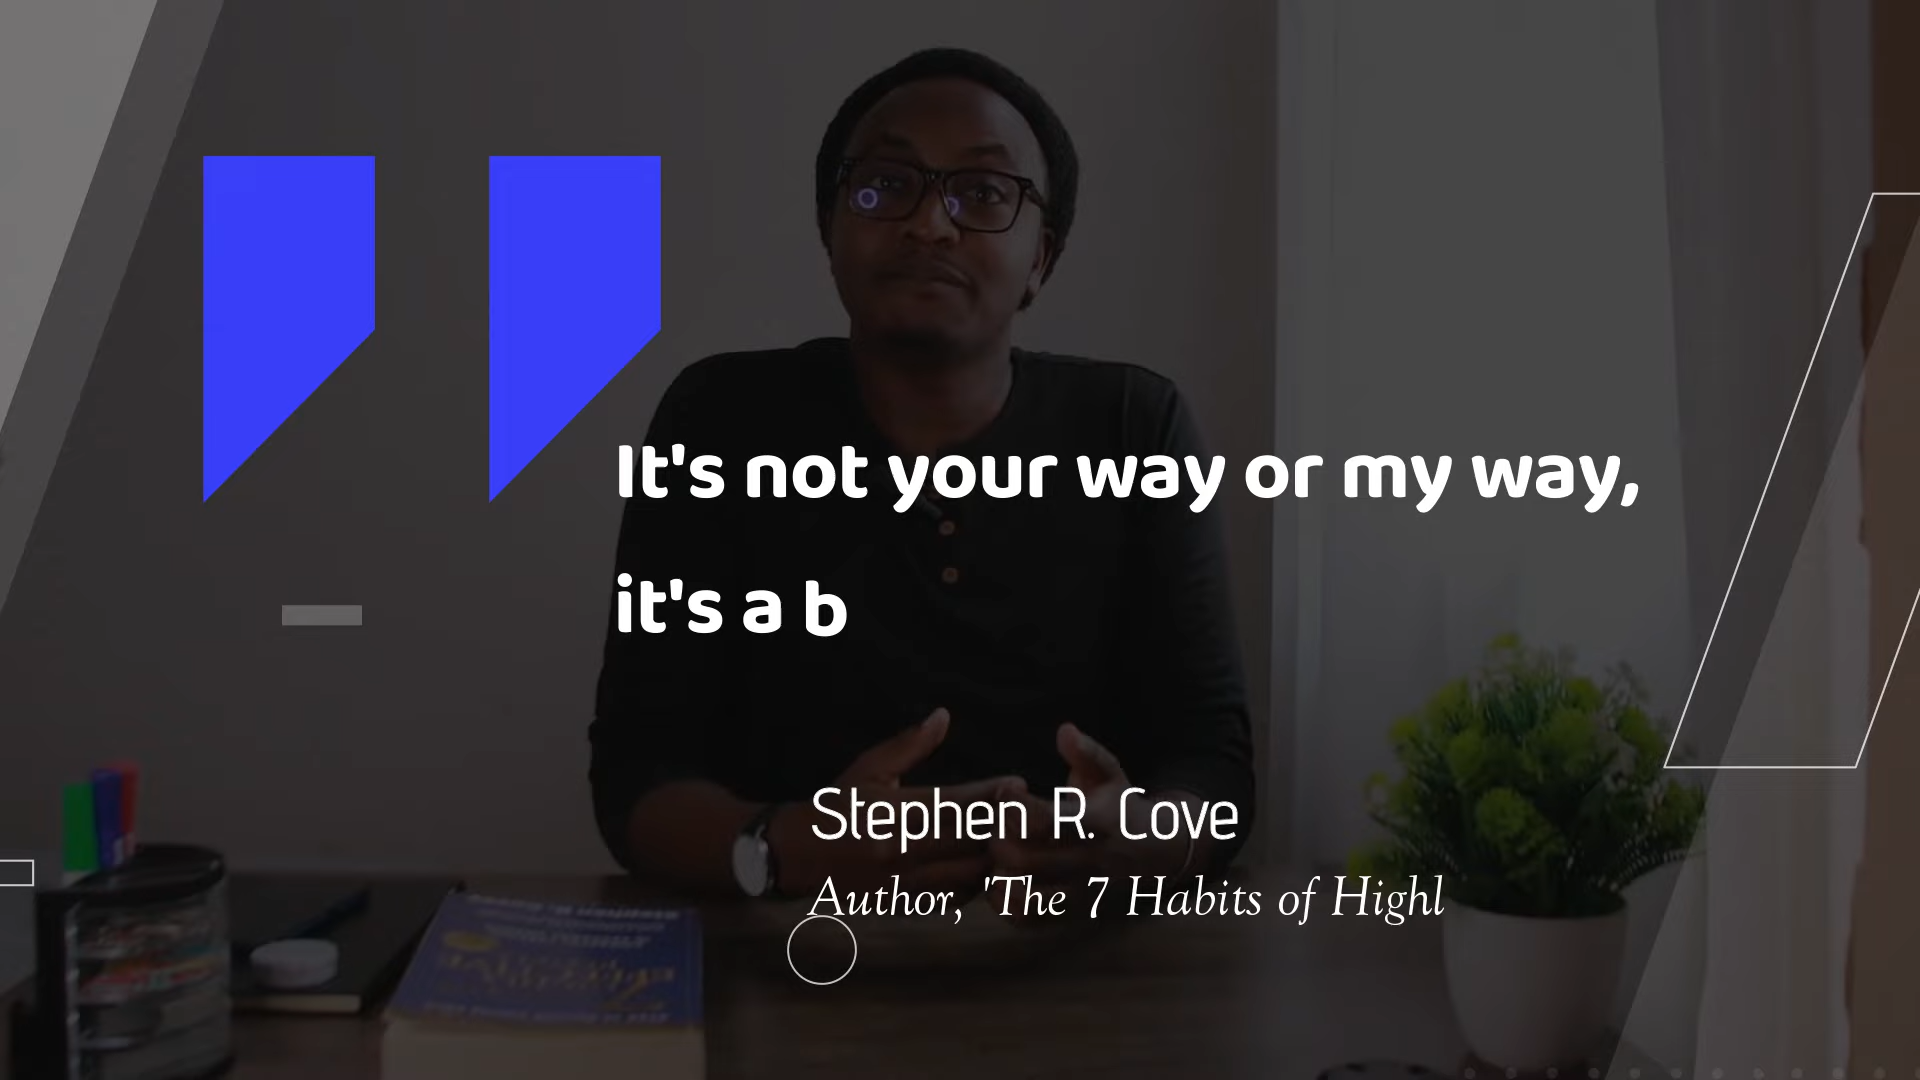 It's not your way or my way,
it's a b
Stephen R. Cove
Author, 'The 7 Habits of Highl